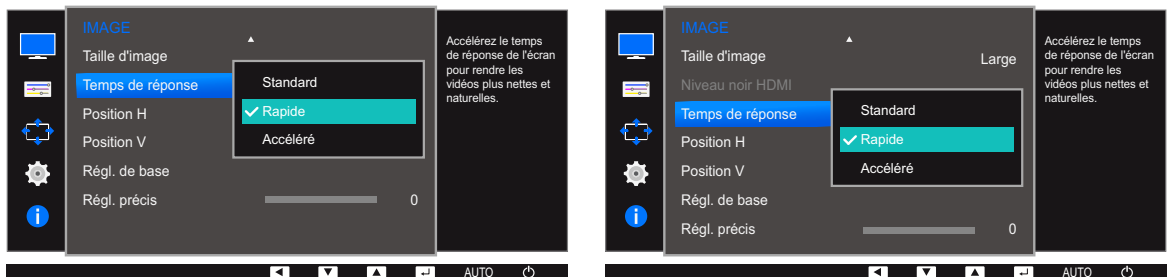 IMAGE
Taille d'image
Temps de réponse
Position H
Position V
Régl. de base
Régl. précis
0
Standard
Rapide
Accéléré
Accélérez le temps
de réponse de l'écran
pour rendre les
vidéos plus nettes et
naturelles.
AUTO
IMAGE
Taille d'image
Large
Niveau noir HDMI
Temps de réponse
Position H
Position V
Régl. de base
Régl. précis
0
Standard
Rapide
Accéléré
Accélérez le temps
de réponse de l'écran
pour rendre les
vidéos plus nettes et
naturelles.
AUTO